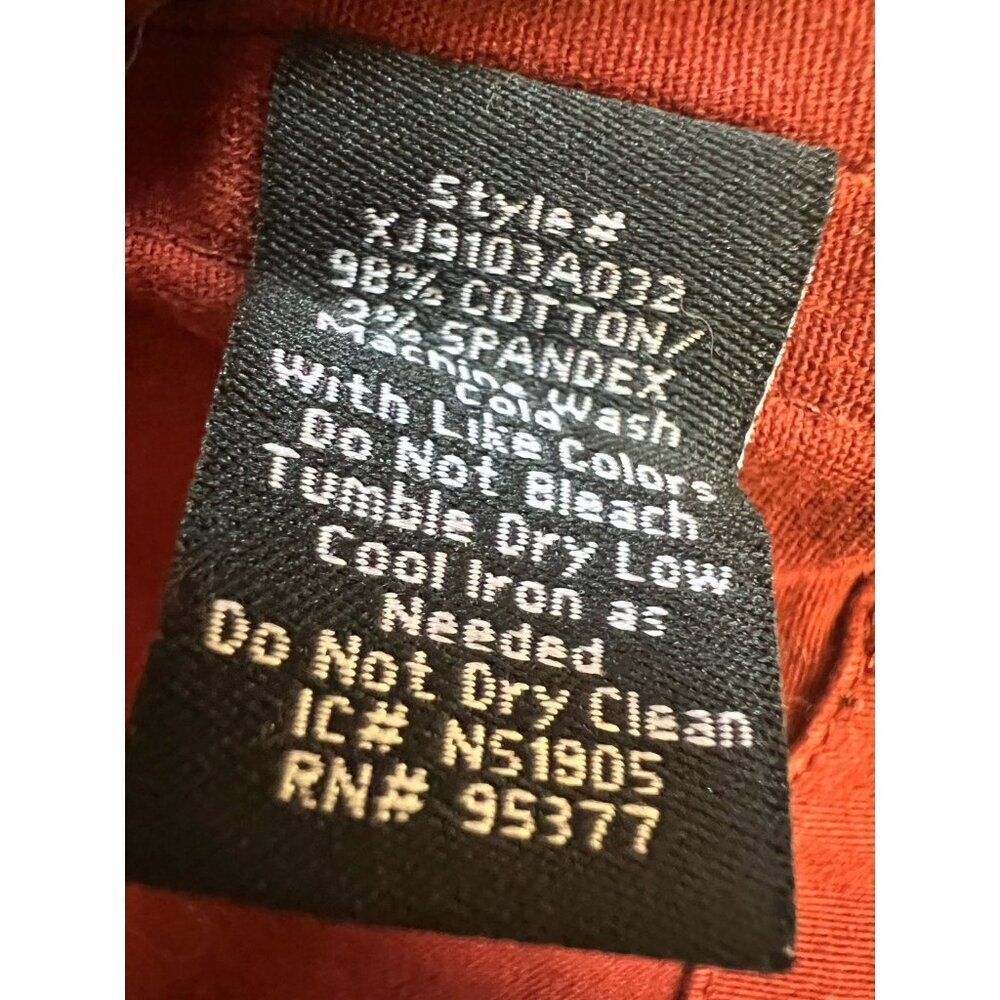 Style#
XJ9103A032
98% COTTON/
2% SPANDEX
Machine Wash
Cold
With Like Colors
Do Not Bleach
Tumble Dry Low
Cool Iron as
Needed
Do Not Dry Clean
IC# N519DS
RN# 95377